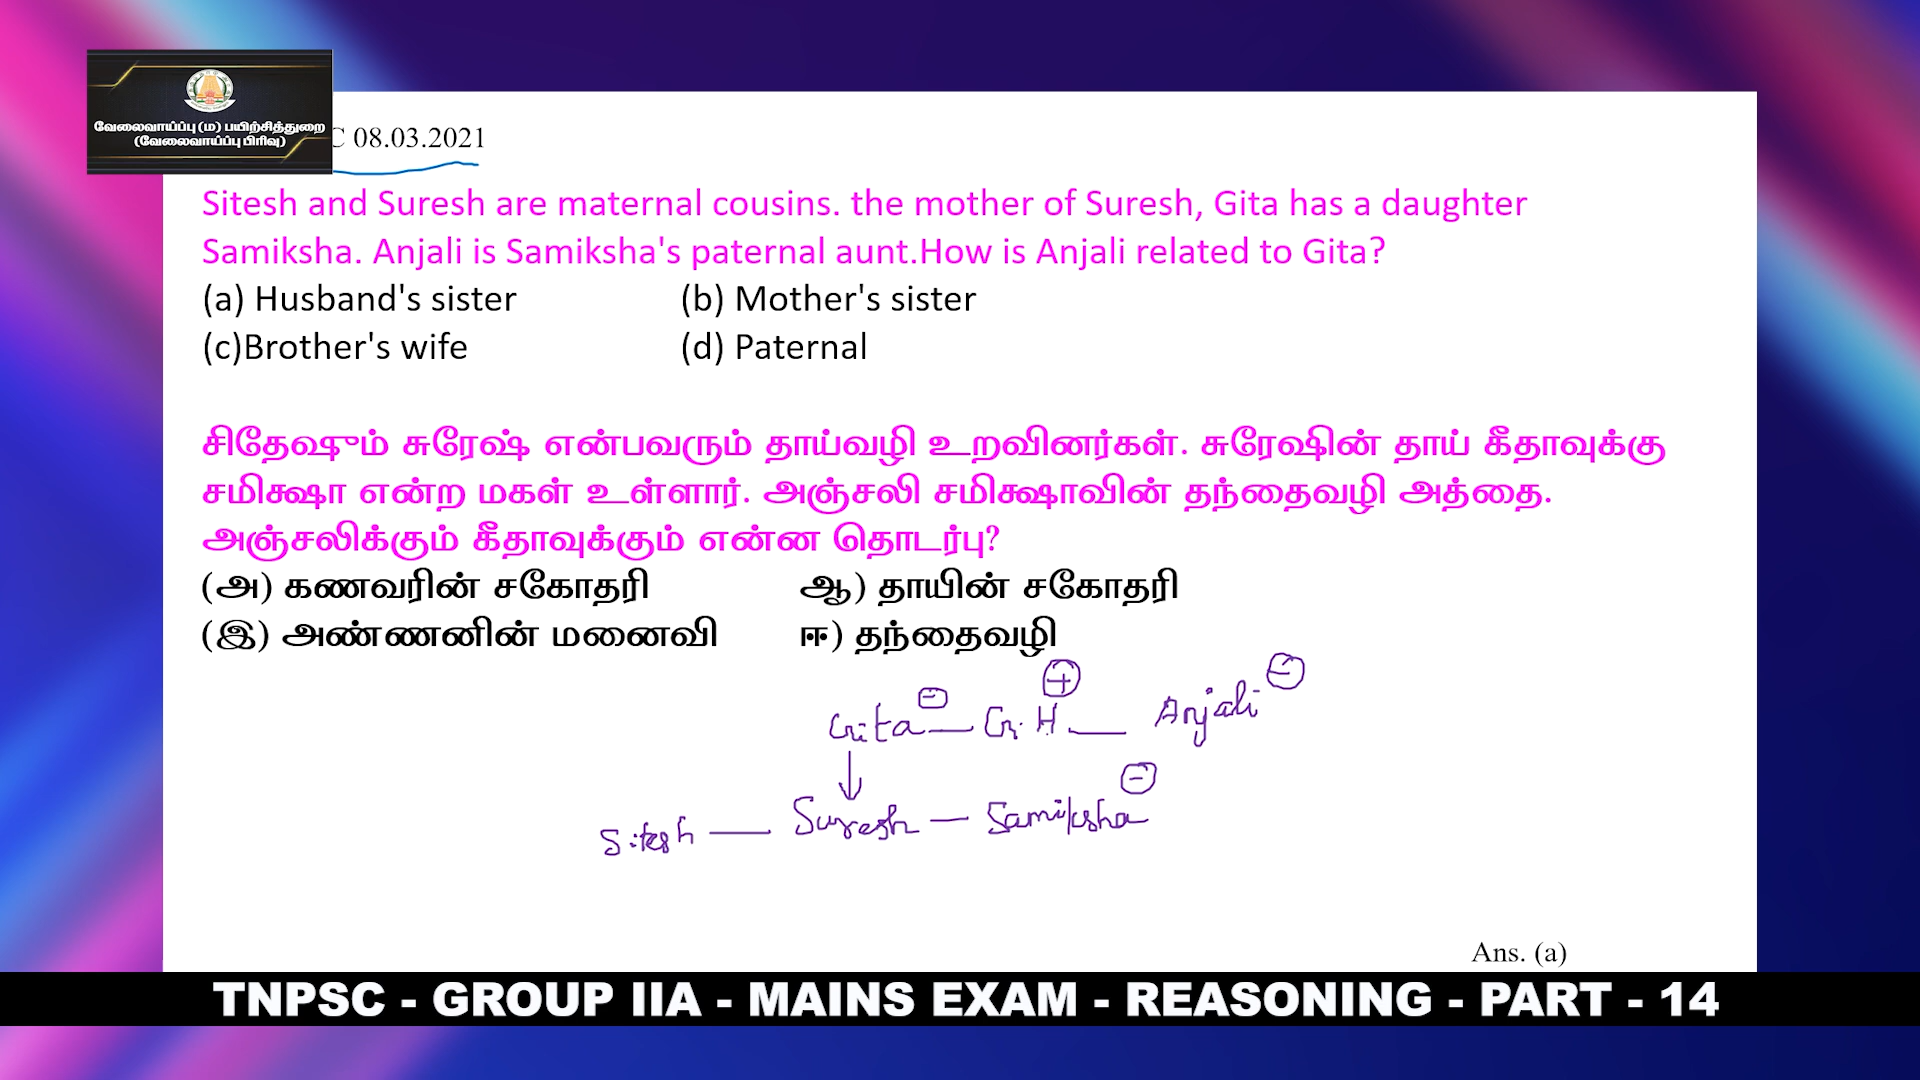 வேலைவாய்ப்பு (ம) பயிற்சித்துறை
(வேலைவாய்ப்பு பிரிவு)
C 08.03.2021
Sitesh and Suresh are maternal cousins. the mother of Suresh, Gita has a daughter
Samiksha. Anjali is Samiksha's paternal aunt.How is Anjali related to Gita?
(a) Husband's sister (b) Mother's sister
(c)Brother's wife (d) Paternal
சிதேஷும் சுரேஷ் என்பவரும் தாய்வழி உறவினர்கள். சுரேஷின் தாய் கீதாவுக்கு
சமிக்ஷா என்ற மகள் உள்ளார். அஞ்சலி சமிக்ஷாவின் தந்தைவழி அத்தை.
அஞ்சலிக்கும் கீதாவுக்கும் என்ன தொடர்பு?
(அ) கணவரின் சகோதரி ஆ) தாயின் சகோதரி
(இ) அண்ணனின் மனைவி ஈ) தந்தைவழி
Gita — G.H — Anjali
Sitesh — Suresh — Samiksha
Ans. (a)
TNPSC - GROUP IIA - MAINS EXAM - REASONING - PART - 14